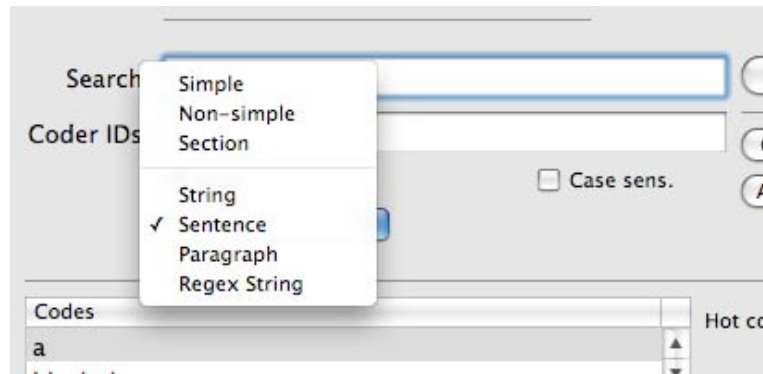 Search
Simple
Non-simple
Coder IDs
Section
String
Case sens.
✓ Sentence
Paragraph
Regex String
Codes
Hot co
a